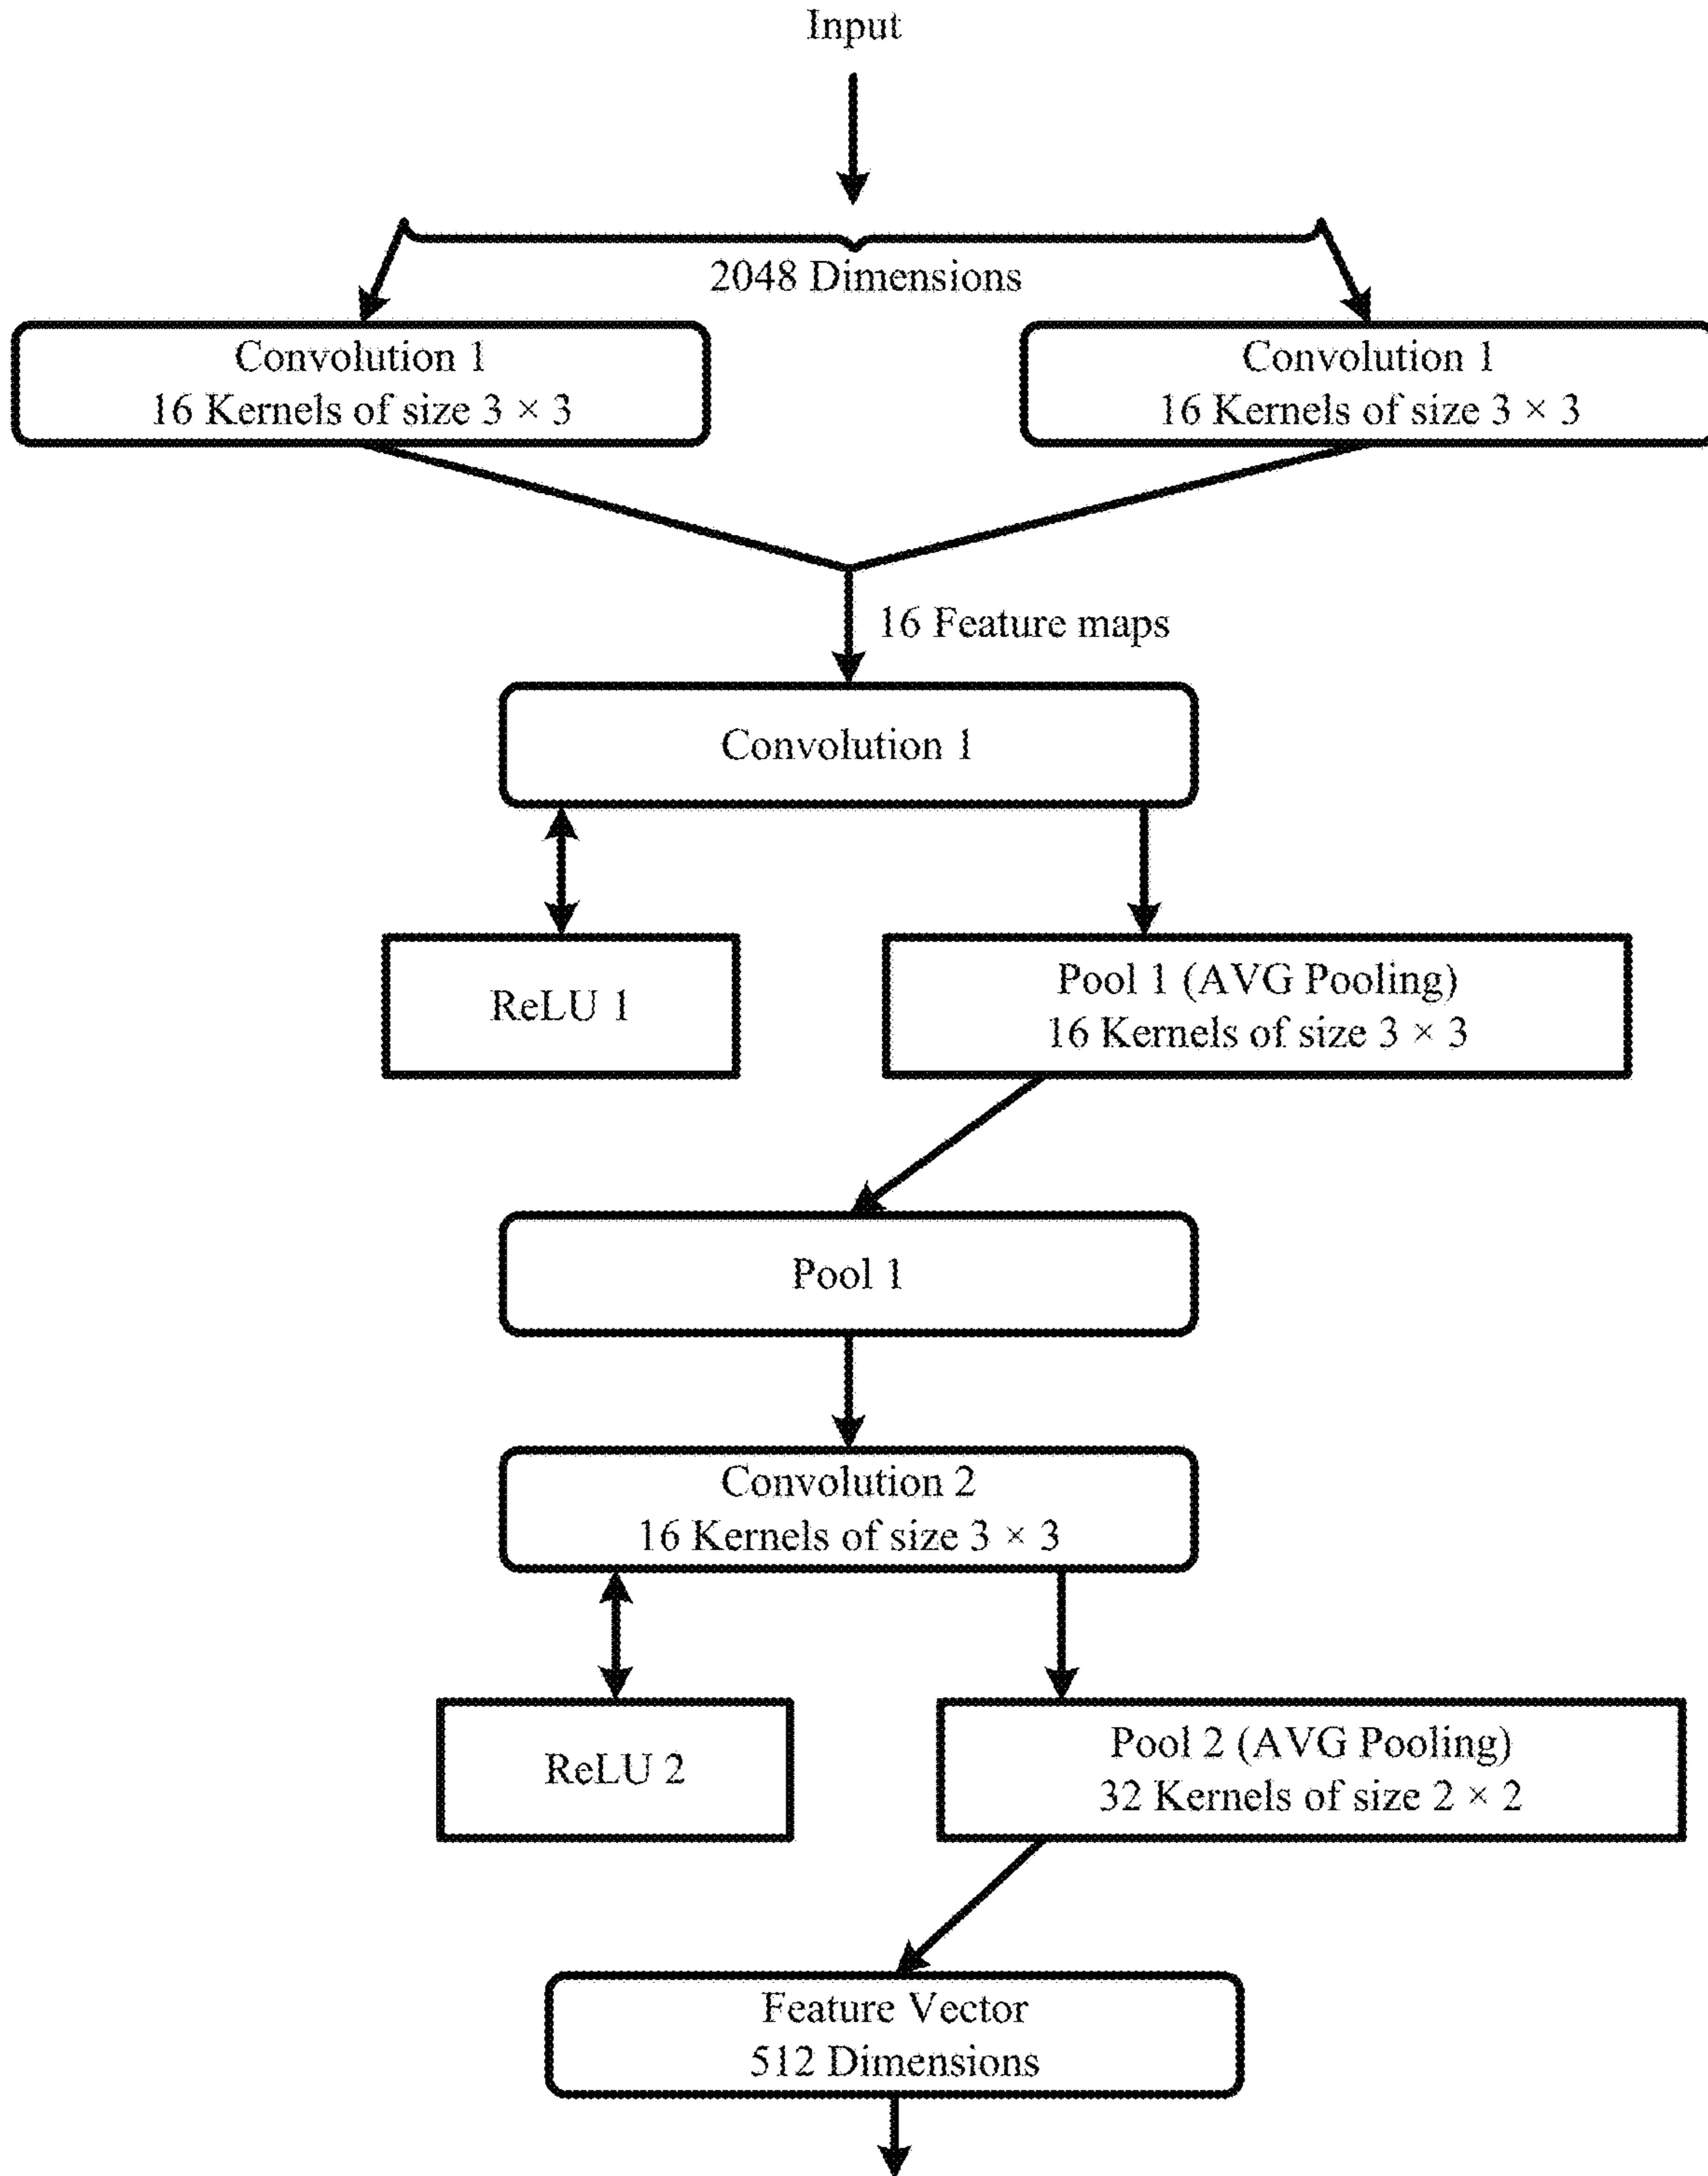 Input
2048 Dimensions
Convolution 1
16 Kernels of size 3 × 3
Convolution 1
16 Kernels of size 3 × 3
16 Feature maps
Convolution 1
ReLU 1
Pool 1 (AVG Pooling)
16 Kernels of size 3 × 3
Pool 1
Convolution 2
16 Kernels of size 3 × 3
ReLU 2
Pool 2 (AVG Pooling)
32 Kernels of size 2 × 2
Feature Vector
512 Dimensions